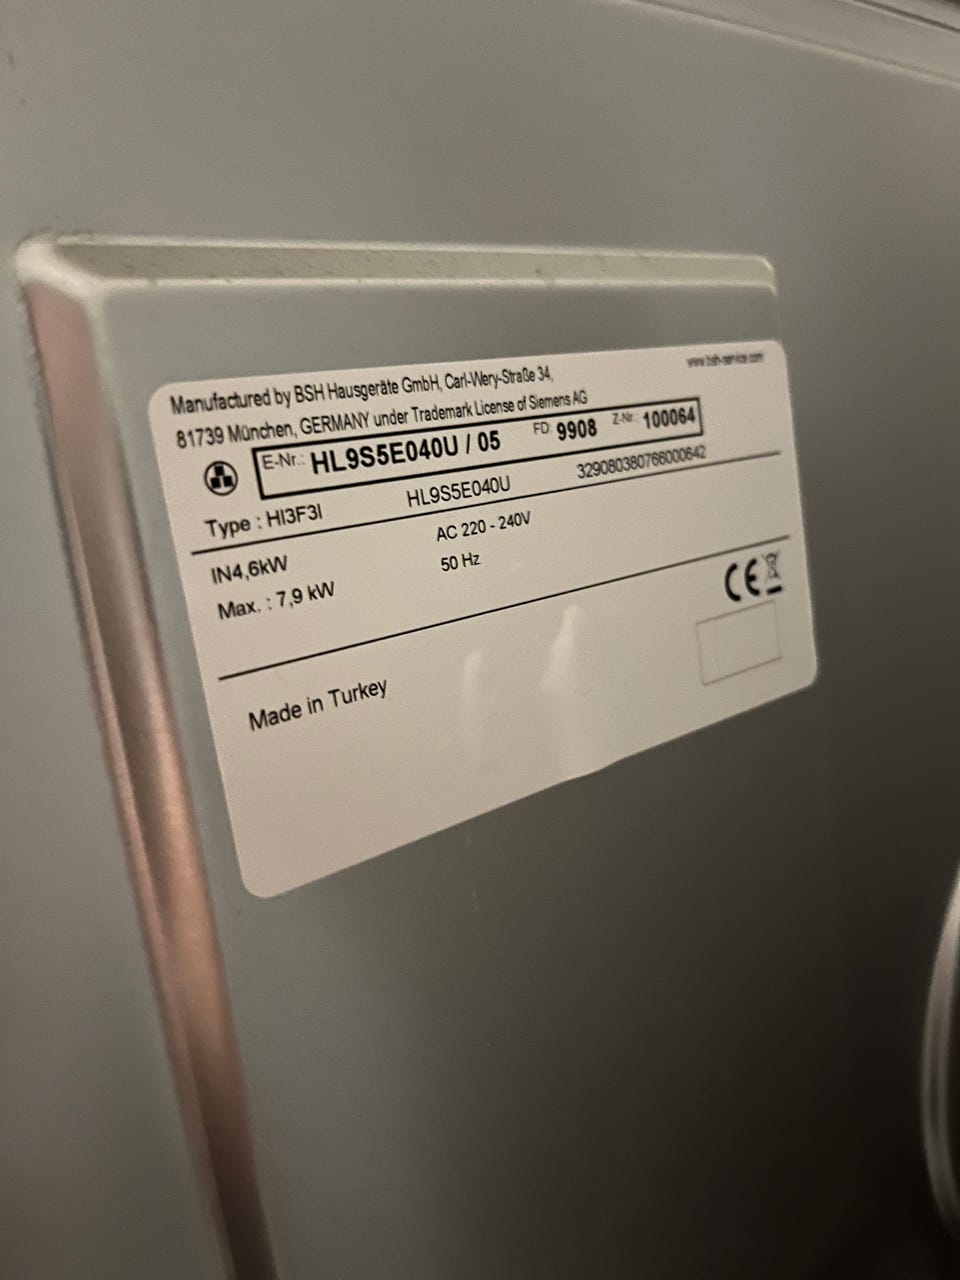 www.bsh-service.com
Manufactured by BSH Hausgeräte GmbH, Carl-Wery-Straße 34,
81739 München, GERMANY under Trademark License of Siemens AG
E-Nr.: HL9S5E040U / 05 FD: 9908 Z-Nr.: 100064
Type : HI3F3I HL9S5E040U 329080380766000642
IN4,6kW AC 220 - 240V
Max. : 7,9 kW 50 Hz
CE
Made in Turkey